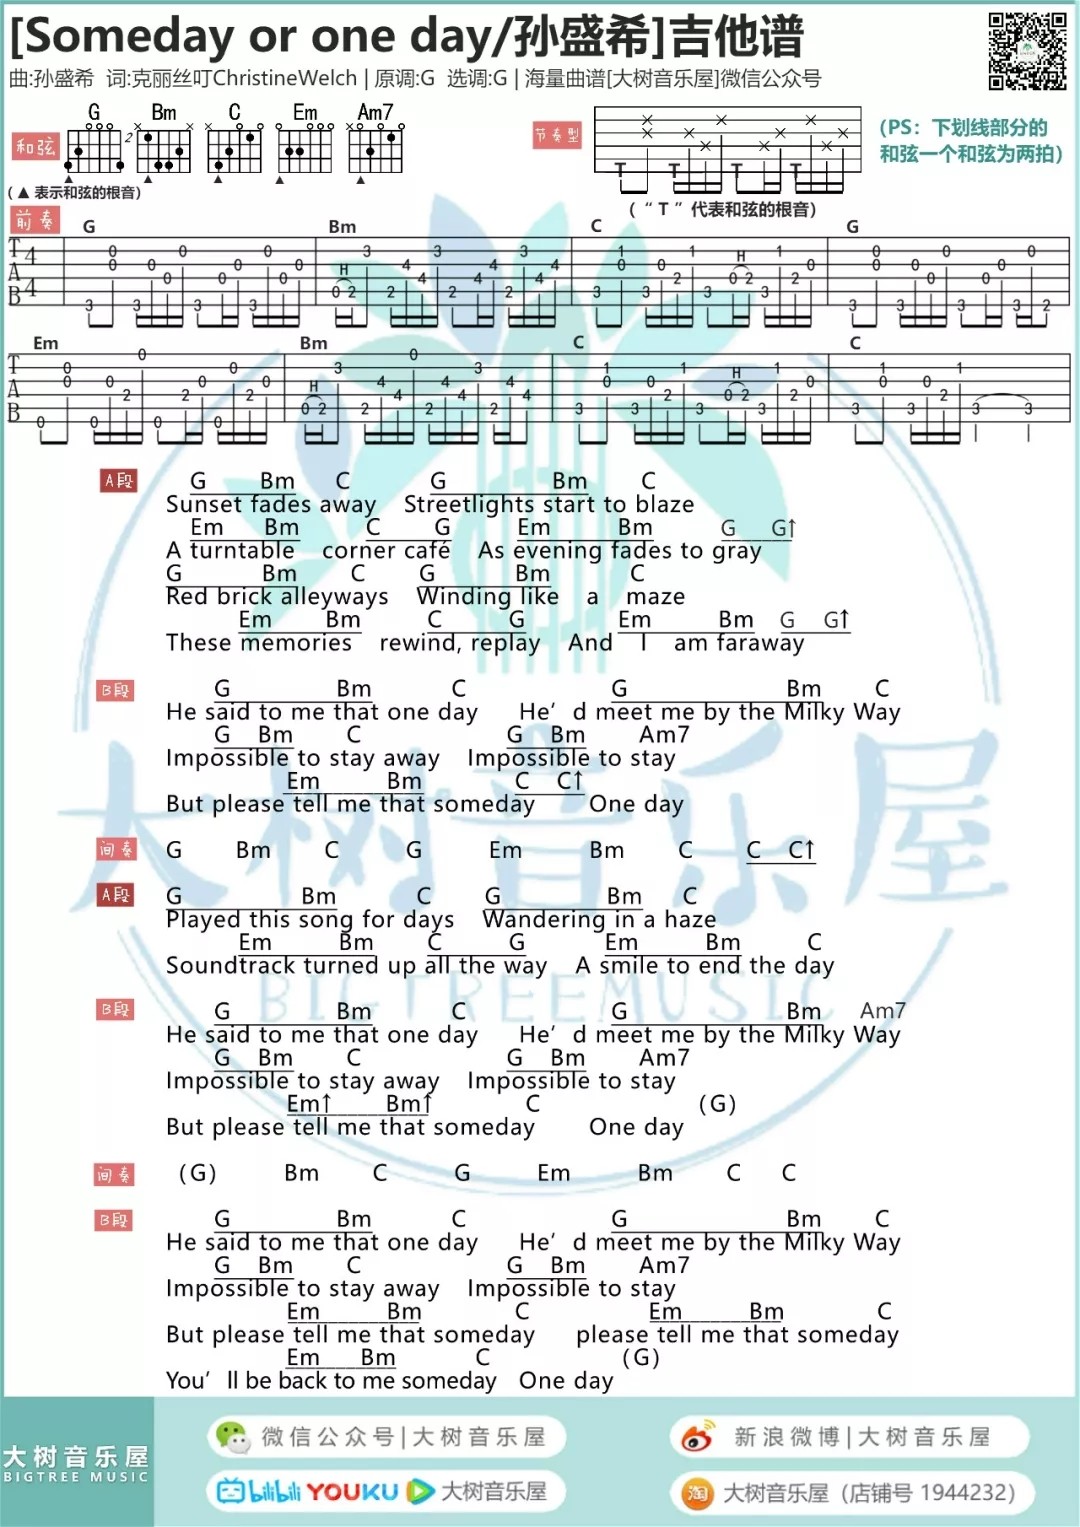 [Someday or one day/孙盛希]吉他谱
曲:孙盛希 词:克丽丝叮ChristineWelch | 原调:G 选调:G | 海量曲谱[大树音乐屋]微信公众号
和弦 G Bm C Em Am7
2
节奏型
T T T T
(PS：下划线部分的
和弦一个和弦为两拍)
(▲表示和弦的根音)
(“T”代表和弦的根音)
前奏
G Bm C G
TAB 4 4
H H
Em Bm C C
TAB
H H
A段 G Bm C G Bm C
Sunset fades away Streetlights start to blaze
Em Bm C G Em Bm G G↑
A turntable corner café As evening fades to gray
G Bm C G Bm C
Red brick alleyways Winding like a maze
Em Bm C G Em Bm G G↑
These memories rewind, replay And I am faraway
B段 G Bm C G Bm C
He said to me that one day He’d meet me by the Milky Way
G Bm C G Bm Am7
Impossible to stay away Impossible to stay
Em Bm C C↑
But please tell me that someday One day
间奏 G Bm C G Em Bm C C C↑
A段 G Bm C G Bm C
Played this song for days Wandering in a haze
Em Bm C G Em Bm C
Soundtrack turned up all the way A smile to end the day
B段 G Bm C G Bm Am7
He said to me that one day He’d meet me by the Milky Way
G Bm C G Bm Am7
Impossible to stay away Impossible to stay
Em↑ Bm↑ C (G)
But please tell me that someday One day
间奏 (G) Bm C G Em Bm C C
B段 G Bm C G Bm C
He said to me that one day He’d meet me by the Milky Way
G Bm C G Bm Am7
Impossible to stay away Impossible to stay
Em Bm C Em Bm C
But please tell me that someday please tell me that someday
Em Bm C (G)
You’ll be back to me someday One day
大树音乐屋
BIGTREEMUSIC
大树音乐屋
BIGTREE MUSIC
微信公众号|大树音乐屋
新浪微博|大树音乐屋
bilibili YOUKU 大树音乐屋
淘 大树音乐屋（店铺号 1944232）